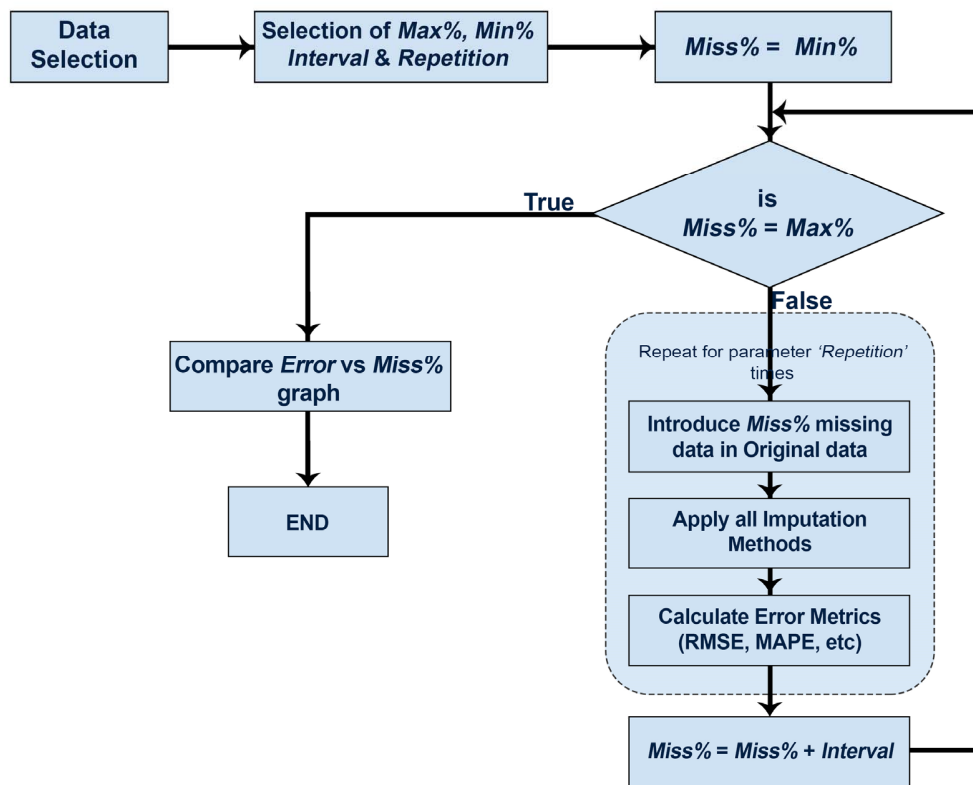 Data
Selection
Selection of Max%, Min%
Interval & Repetition
Miss% = Min%
is
Miss% = Max%
True
False
Compare Error vs Miss%
graph
END
Repeat for parameter ‘Repetition’
times
Introduce Miss% missing
data in Original data
Apply all Imputation
Methods
Calculate Error Metrics
(RMSE, MAPE, etc)
Miss% = Miss% + Interval